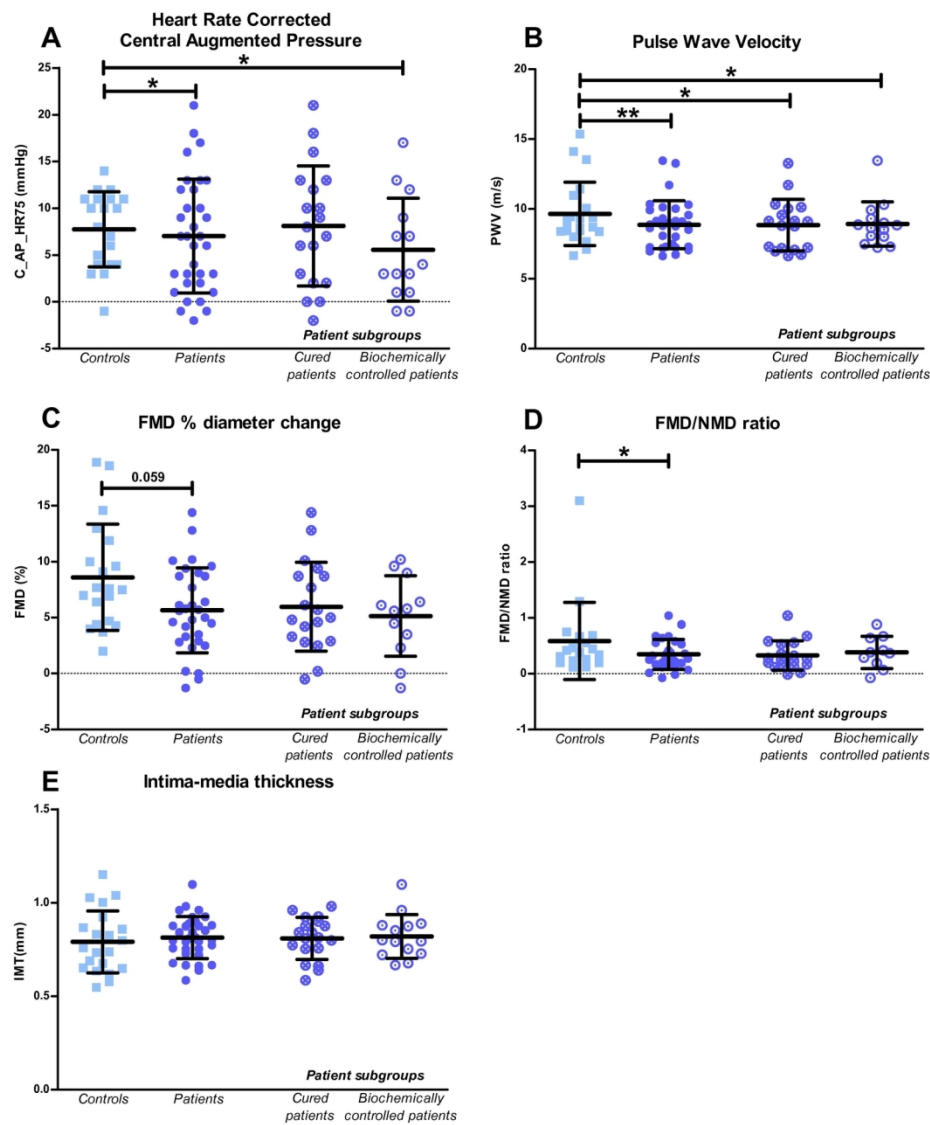 A
Heart Rate Corrected
Central Augmented Pressure
C_AP_HR75 (mmHg)
25
20
15
10
5
0
-5
*
*
Patient subgroups
Controls
Patients
Cured
patients
Biochemically
controlled patients
B
Pulse Wave Velocity
PWV (m/s)
20
15
10
5
0
*
*
**
Patient subgroups
Controls
Patients
Cured
patients
Biochemically
controlled patients
C
FMD % diameter change
FMD (%)
20
15
10
5
0
-5
0.059
Patient subgroups
Controls
Patients
Cured
patients
Biochemically
controlled patients
D
FMD/NMD ratio
FMD/NMD ratio
4
3
2
1
0
-1
*
Patient subgroups
Controls
Patients
Cured
patients
Biochemically
controlled patients
E
Intima-media thickness
IMT(mm)
1.5
1.0
0.5
0.0
Patient subgroups
Controls
Patients
Cured
patients
Biochemically
controlled patients